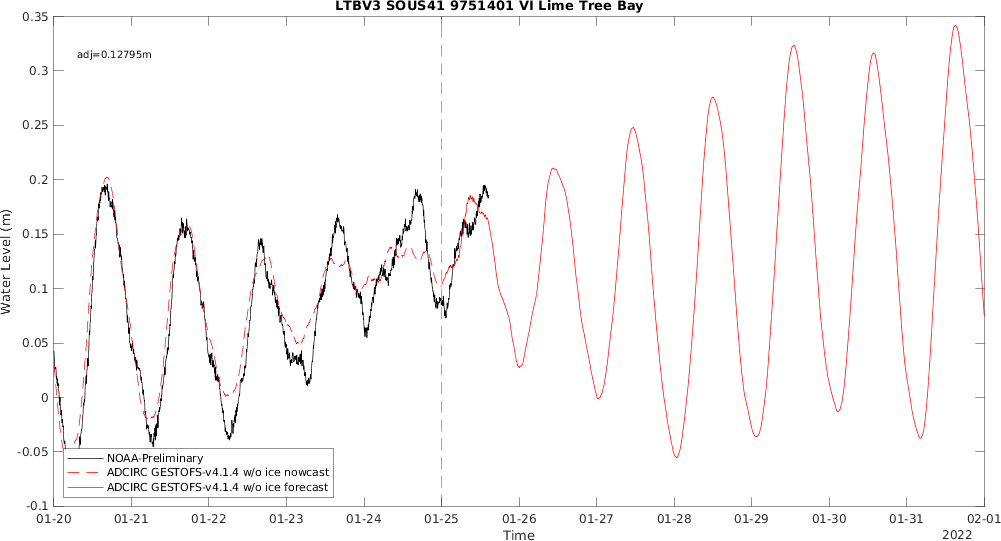 LTBV3 SOUS41 9751401 VI Lime Tree Bay
adj=0.12795m
Water Level (m)
0.35
0.3
0.25
0.2
0.15
0.1
0.05
0
-0.05
-0.1
NOAA-Preliminary
ADCIRC GESTOFS-v4.1.4 w/o ice nowcast
ADCIRC GESTOFS-v4.1.4 w/o ice forecast
01-20 01-21 01-22 01-23 01-24 01-25 01-26 01-27 01-28 01-29 01-30 01-31 02-01
Time
2022